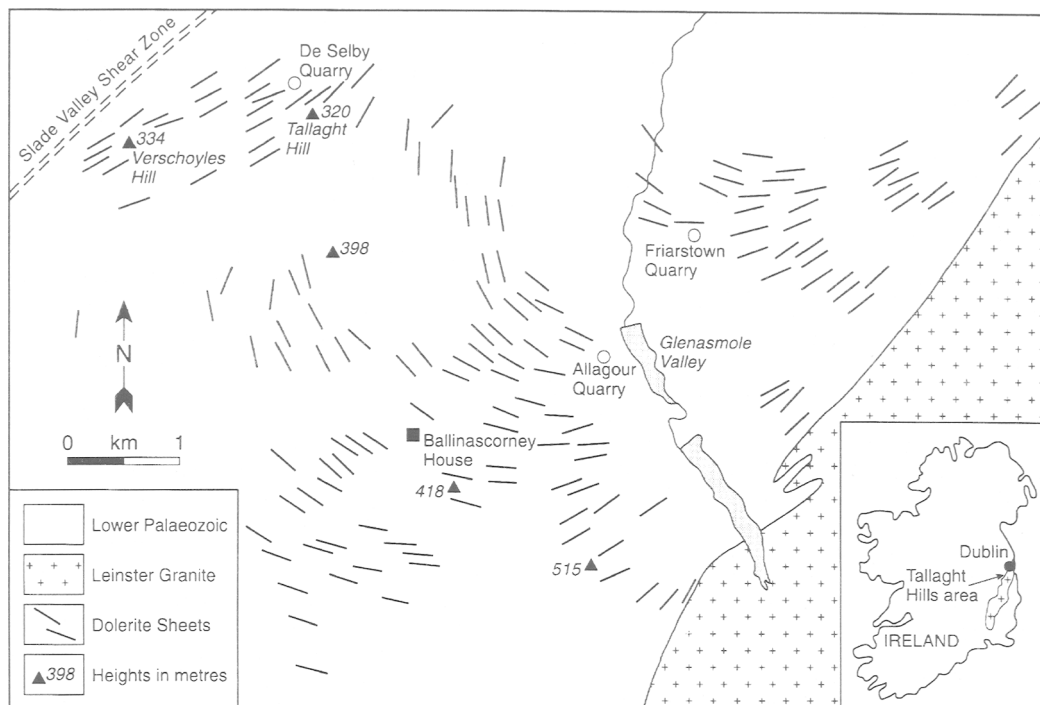 Slade Valley Shear Zone
De Selby
Quarry
320
Tallaght
Hill
334
Verschoyles
Hill
398
Friarstown
Quarry
Glenasmole
Valley
Allagour
Quarry
N
0 km 1
Ballinascorney
House
418
515
Lower Palaeozoic
Leinster Granite
Dolerite Sheets
398 Heights in metres
Dublin
Tallaght
Hills area
IRELAND